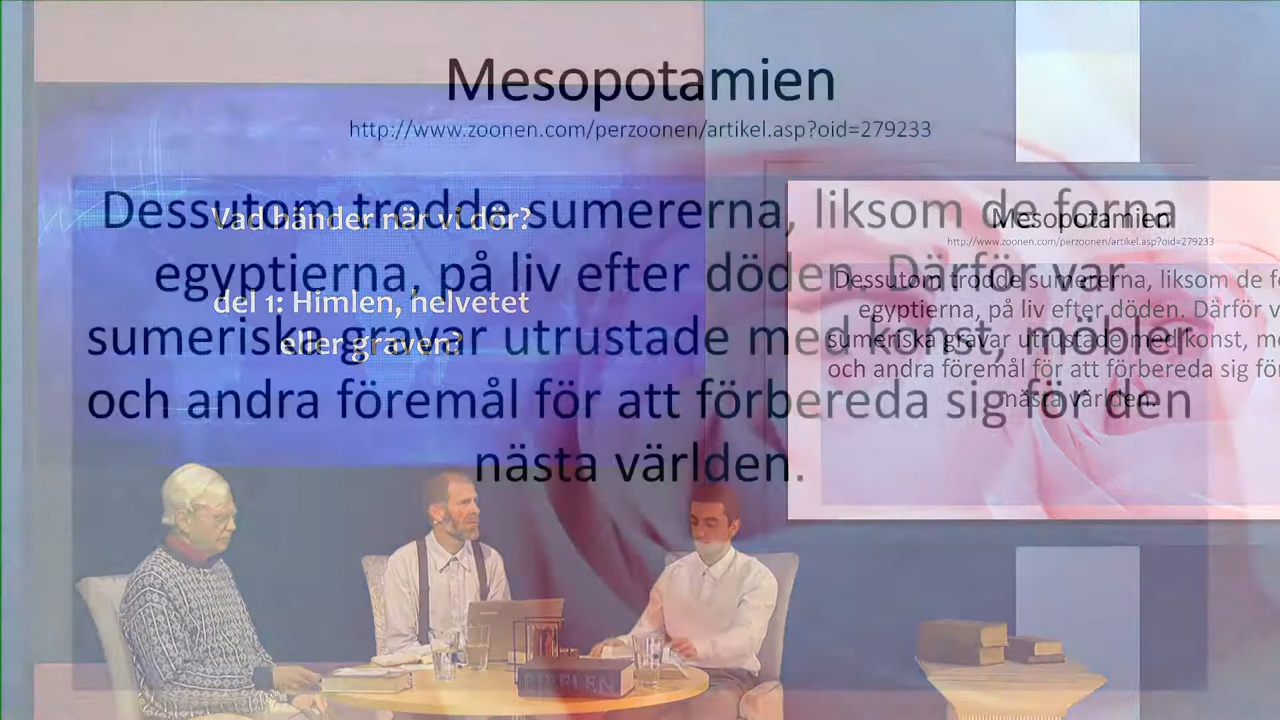 Mesopotamien
http://www.zoonen.com/perzoonen/artikel.asp?oid=279233
Dessutom trodde sumererna, liksom de forna
egyptierna, på liv efter döden. Därför var
sumeriska gravar utrustade med konst, möbler
och andra föremål för att förbereda sig för den
nästa världen.
Vad händer när vi dör?
del 1: Himlen, helvetet
eller graven?
Mesopotamien
http://www.zoonen.com/perzoonen/artikel.asp?oid=279233
Dessutom trodde sumererna, liksom de f
egyptierna, på liv efter döden. Därför v
sumeriska gravar utrustade med konst, m
och andra föremål för att förbereda sig fö
nästa världen.
BIBELEN